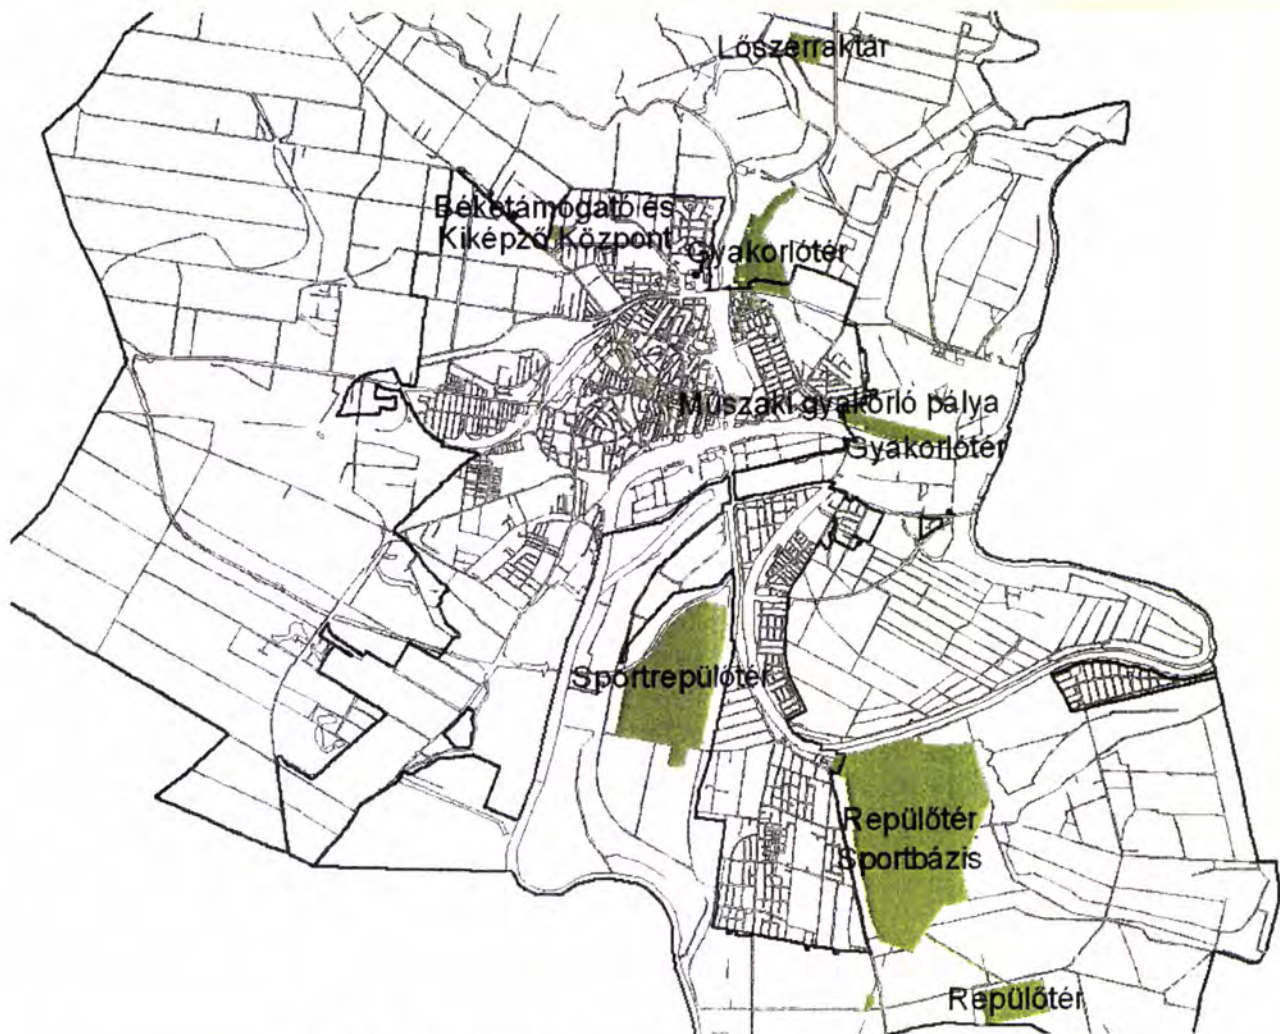 Lőszerraktár
Béketámogató és
Kiképző Központ
Gyakorlótér
Műszaki gyakorló pálya
Gyakorlótér
Sportrepülőtér
Repülőtér
Sportbázis
Repülőtér